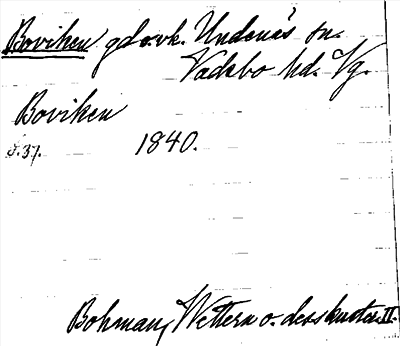 Boviken gd o. vk. Undenäs sn.
Vadsbo hd. Vg.
Boviken
s. 37. 1840.
Bohman, Wettern o. dess kuster. II.